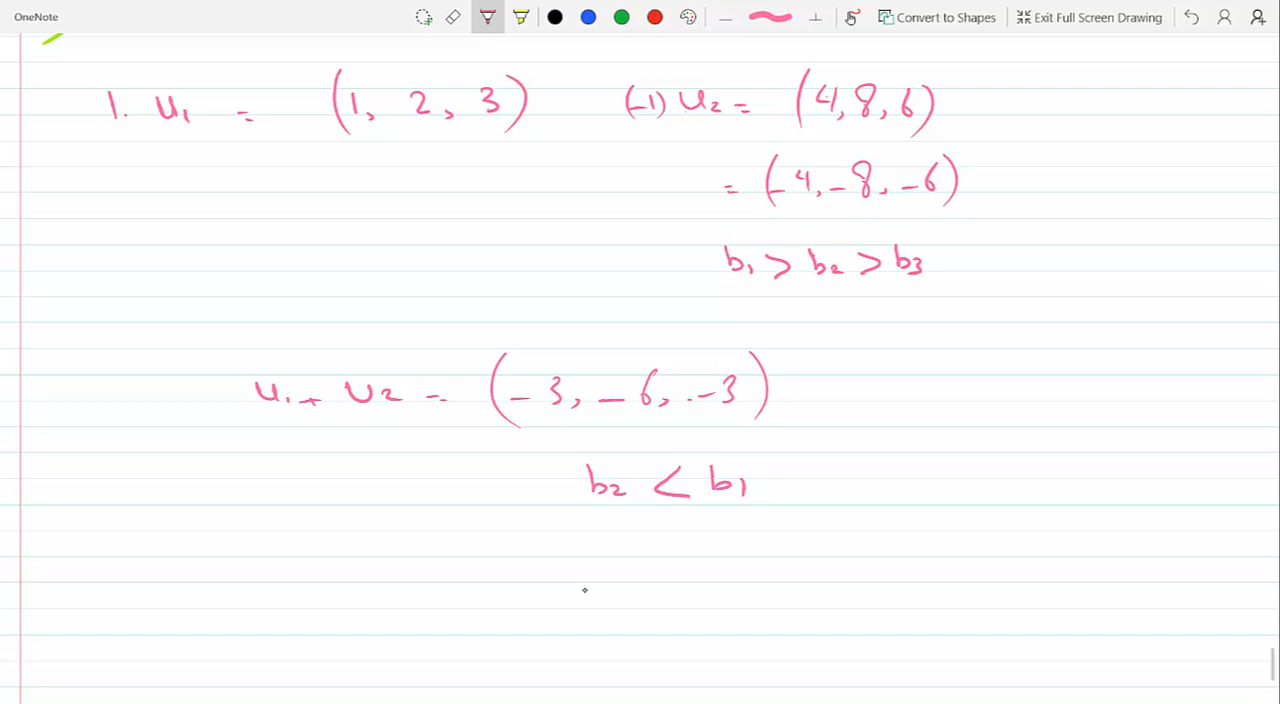 OneNote
Convert to Shapes Exit Full Screen Drawing
1. u₁ = (1, 2, 3) (-1) u₂ = (4, 8, 6)
= (-4, -8, -6)
b₁ > b₂ > b₃
u₁ + u₂ = (-3, -6, -3)
b₂ < b₁